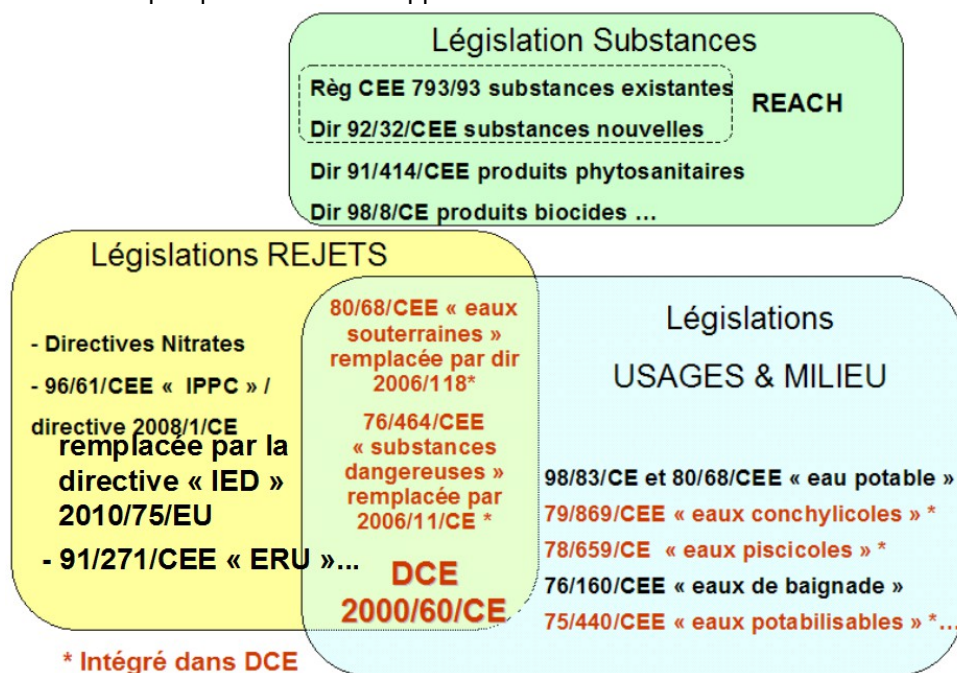 Législation Substances
Règ CEE 793/93 substances existantes
REACH
Dir 92/32/CEE substances nouvelles
Dir 91/414/CEE produits phytosanitaires
Dir 98/8/CE produits biocides ...
Législations REJETS
- Directives Nitrates
- 96/61/CEE « IPPC » /
directive 2008/1/CE
remplacée par la
directive « IED »
2010/75/EU
- 91/271/CEE « ERU »...
80/68/CEE « eaux
souterraines »
remplacée par dir
2006/118*
76/464/CEE
« substances
dangereuses »
remplacée par
2006/11/CE *
DCE
2000/60/CE
Législations
USAGES & MILIEU
98/83/CE et 80/68/CEE « eau potable »
79/869/CEE « eaux conchylicoles » *
78/659/CE « eaux piscicoles » *
76/160/CEE « eaux de baignade »
75/440/CEE « eaux potabilisables » *...
* Intégré dans DCE